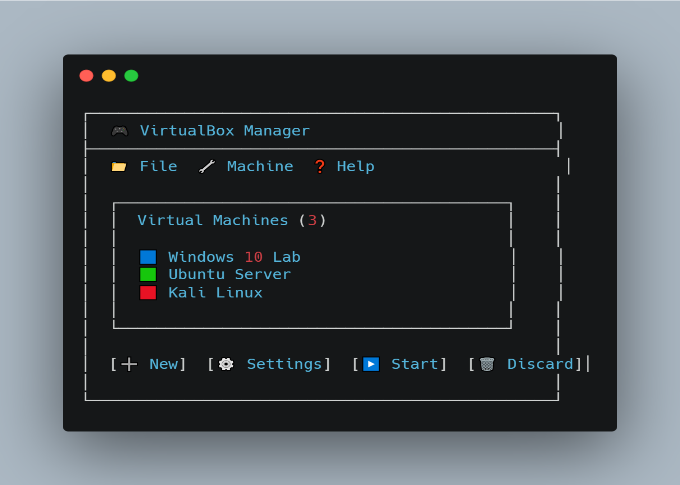 VirtualBox Manager
File Machine Help
Virtual Machines (3)
Windows 10 Lab
Ubuntu Server
Kali Linux
[ New] [ Settings] [ Start] [ Discard]